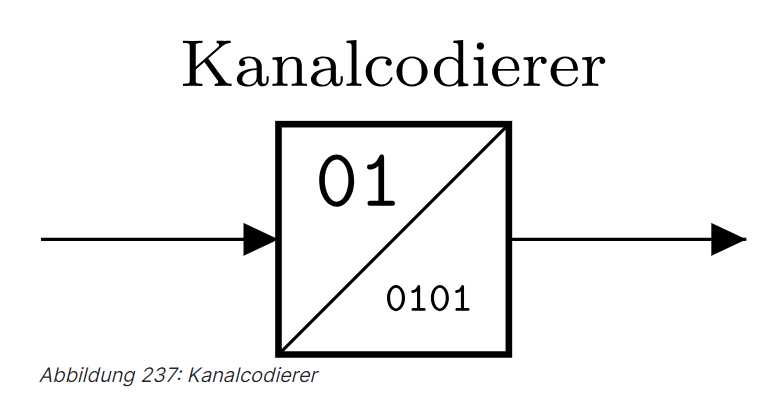 Kanalcodierer
01
0101
Abbildung 237: Kanalcodierer